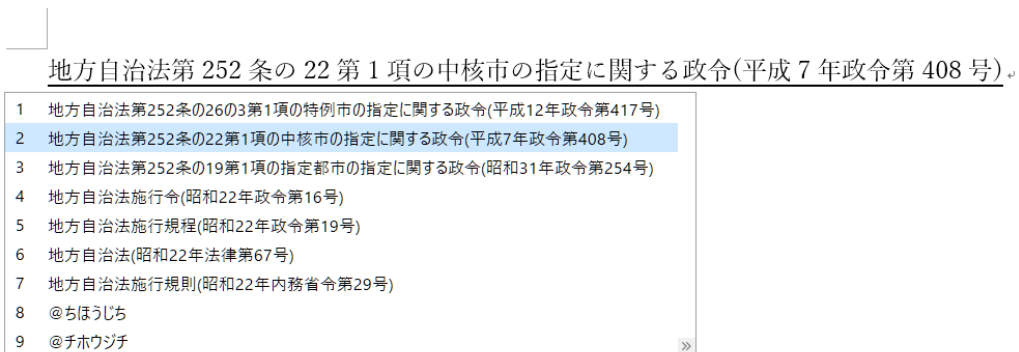 地方自治法第 252 条の 22 第 1 項の中核市の指定に関する政令(平成 7 年政令第 408 号)
1 地方自治法第252条の26の3第1項の特例市の指定に関する政令(平成12年政令第417号)
2 地方自治法第252条の22第1項の中核市の指定に関する政令(平成7年政令第408号)
3 地方自治法第252条の19第1項の指定都市の指定に関する政令(昭和31年政令第254号)
4 地方自治法施行令(昭和22年政令第16号)
5 地方自治法施行規程(昭和22年政令第19号)
6 地方自治法(昭和22年法律第67号)
7 地方自治法施行規則(昭和22年内務省令第29号)
8 @ちほうじち
9 @チホウジチ